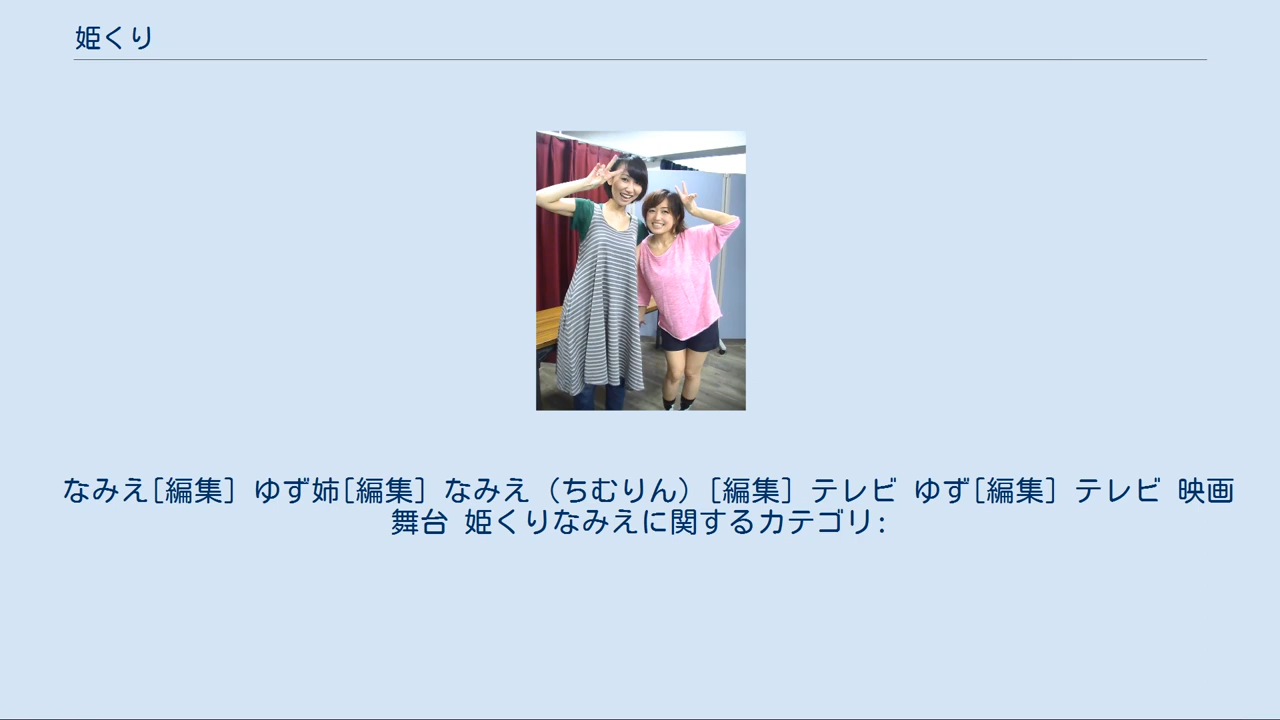 姫くり
なみえ[編集] ゆず姉[編集] なみえ（ちむりん）[編集] テレビ ゆず[編集] テレビ 映画
舞台 姫くりなみえに関するカテゴリ: